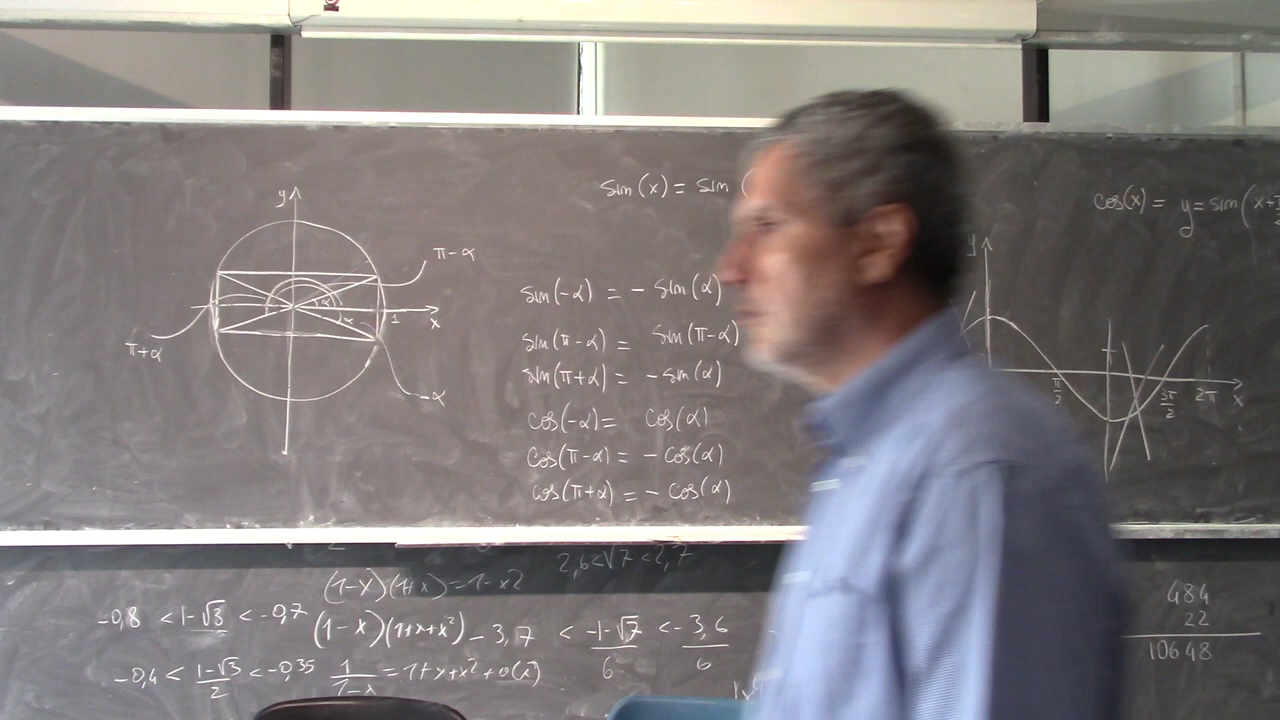 sin(x) = sin (
cos(x) = y = sin(x+
y
π-α
π+α
α
α
1
x
-α
sin(-α) = - sin(α)
sin(π-α) = sin(π-α)
sin(π+α) = - sin(α)
cos(-α) = cos(α)
cos(π-α) = - cos(α)
cos(π+α) = - cos(α)
y
π/2
3π/2
2π
x
(1-x)(1+x) = 1-x2
2,6<√7<2,7
-0,8 < 1-√3 < -0,7
(1-x)(1+x+x²)
-3,7 < -1-√7 < -3,6
6 6
-0,4 < (1-√3)/2 < -0,35
1/(1-x) = 1+x+x²+o(x)
484
22
10648